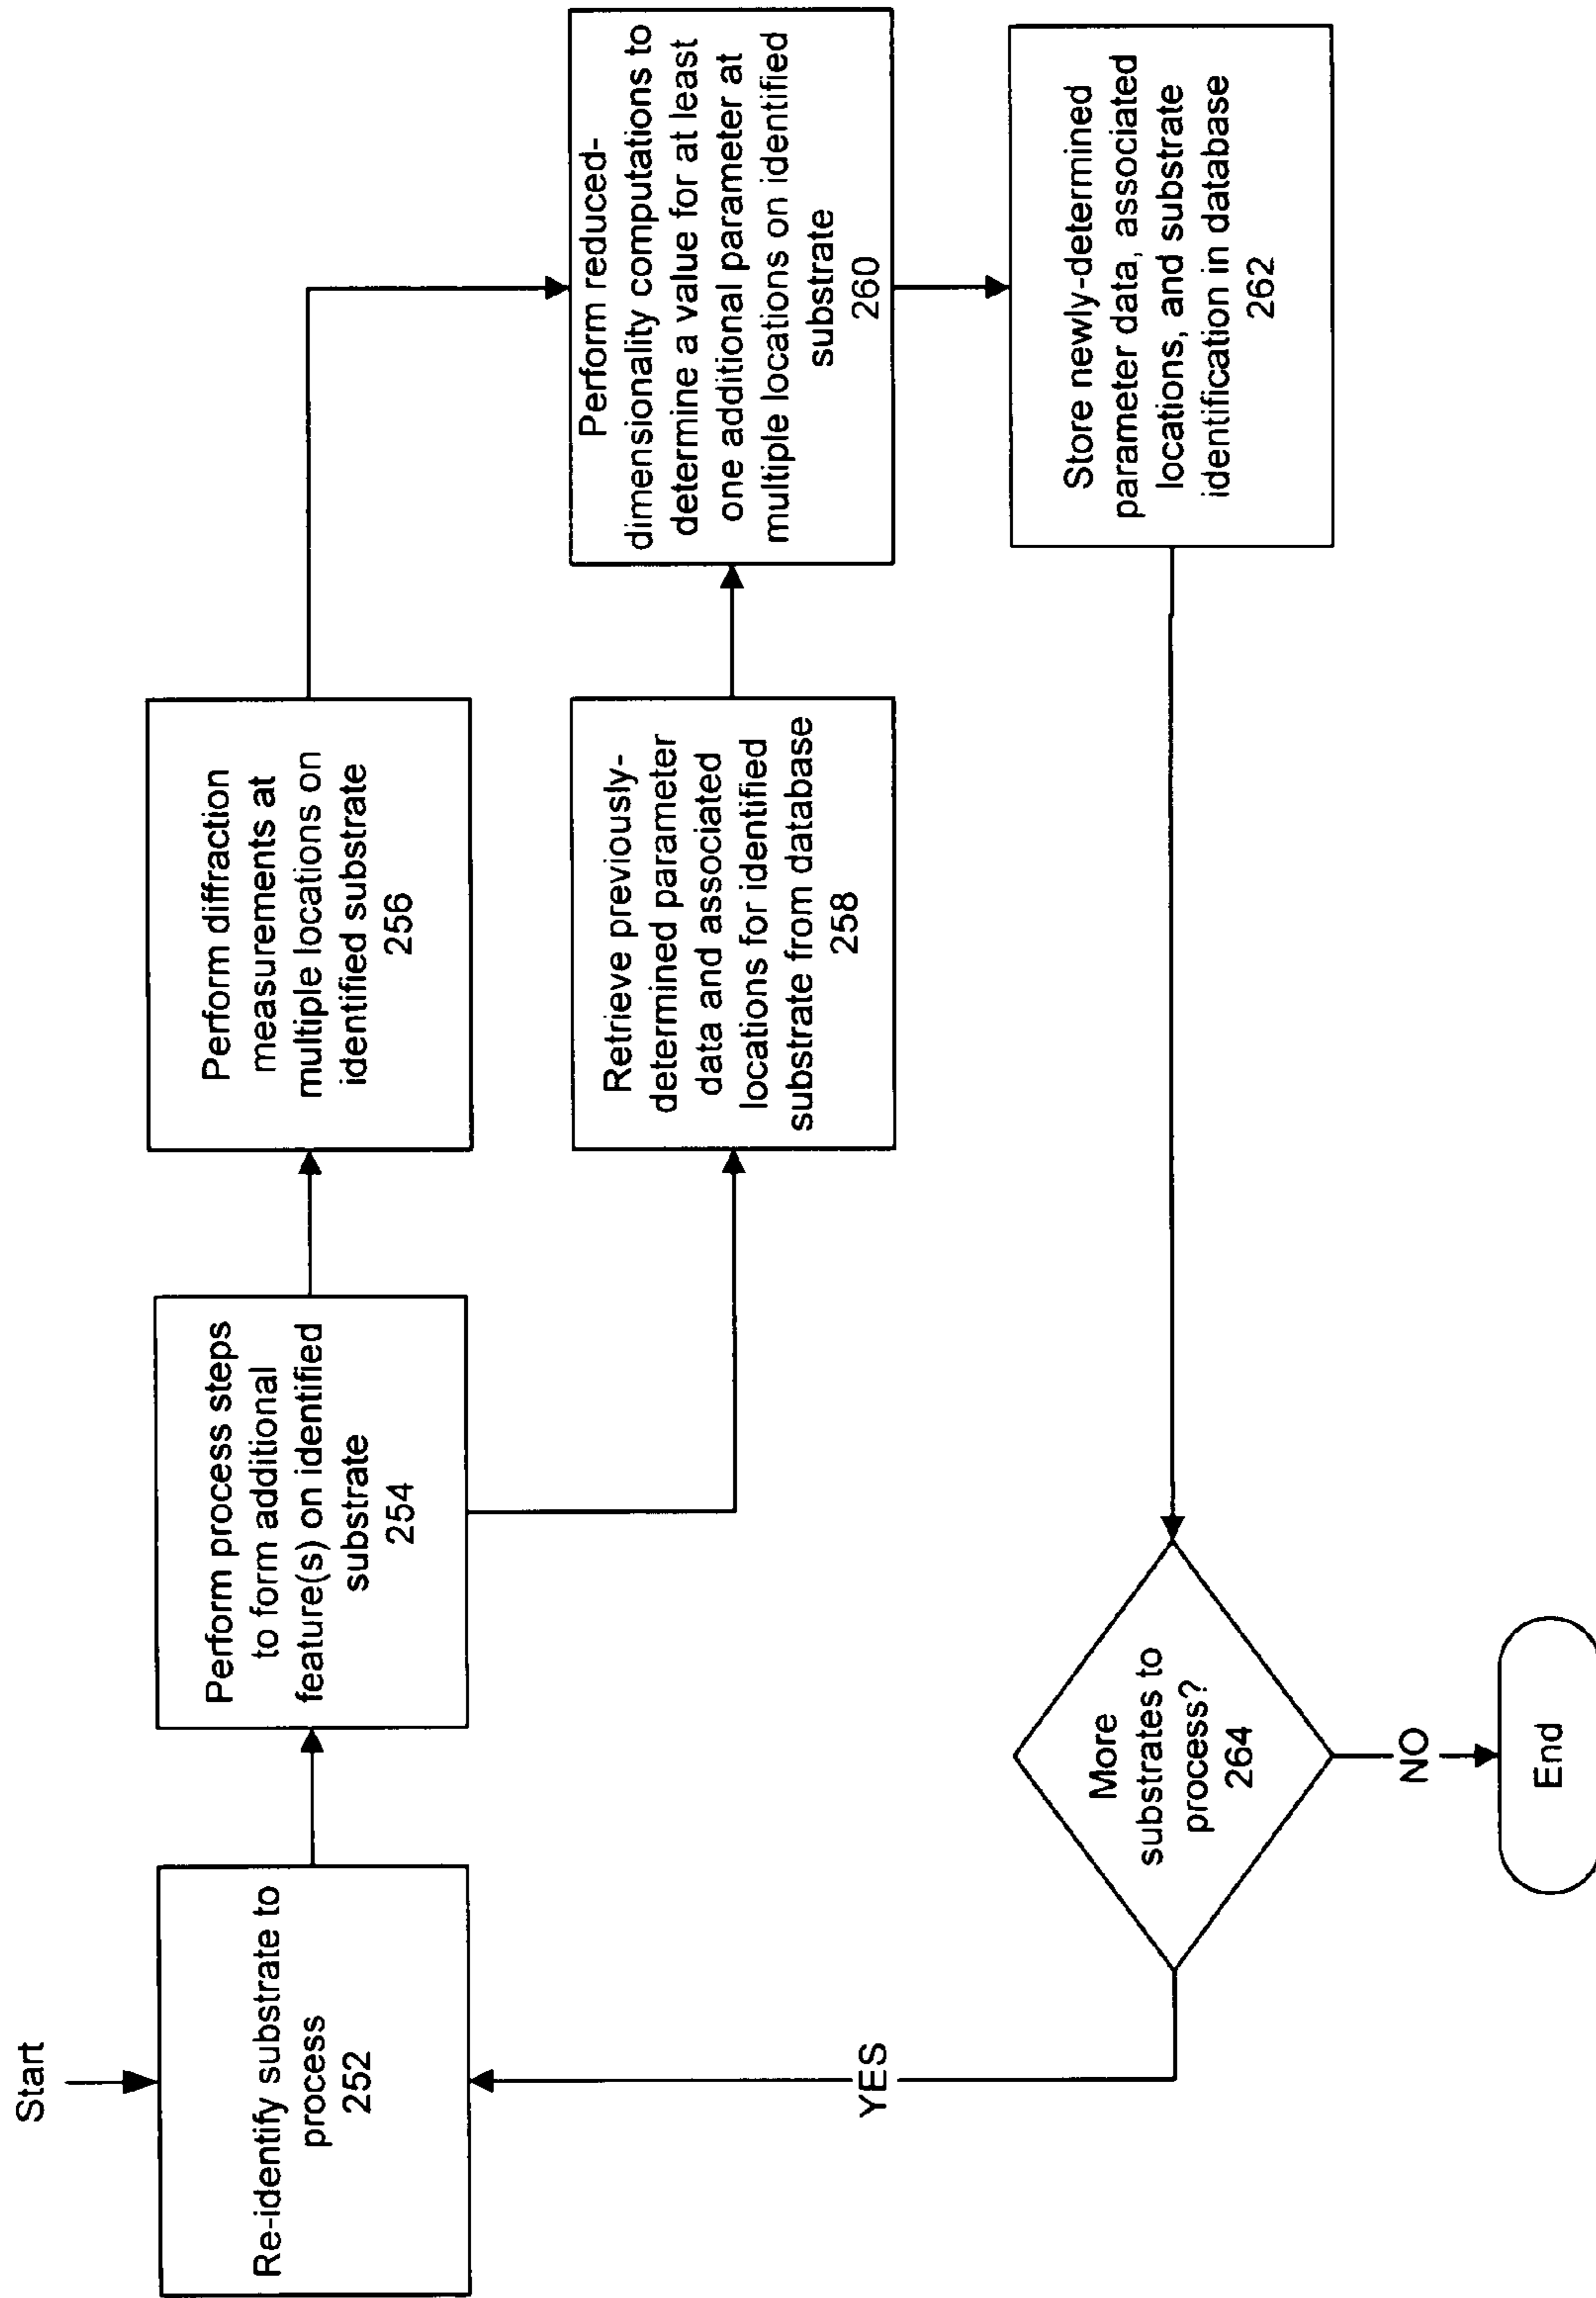 Start
Re-identify substrate to
process
252
Perform process steps
to form additional
feature(s) on identified
substrate
254
Perform diffraction
measurements at
multiple locations on
identified substrate
256
Retrieve previously-
determined parameter
data and associated
locations for identified
substrate from database
258
Perform reduced-
dimensionality computations to
determine a value for at least
one additional parameter at
multiple locations on identified
substrate
260
Store newly-determined
parameter data, associated
locations, and substrate
identification in database
262
More
substrates to
process?
264
YES
NO
End